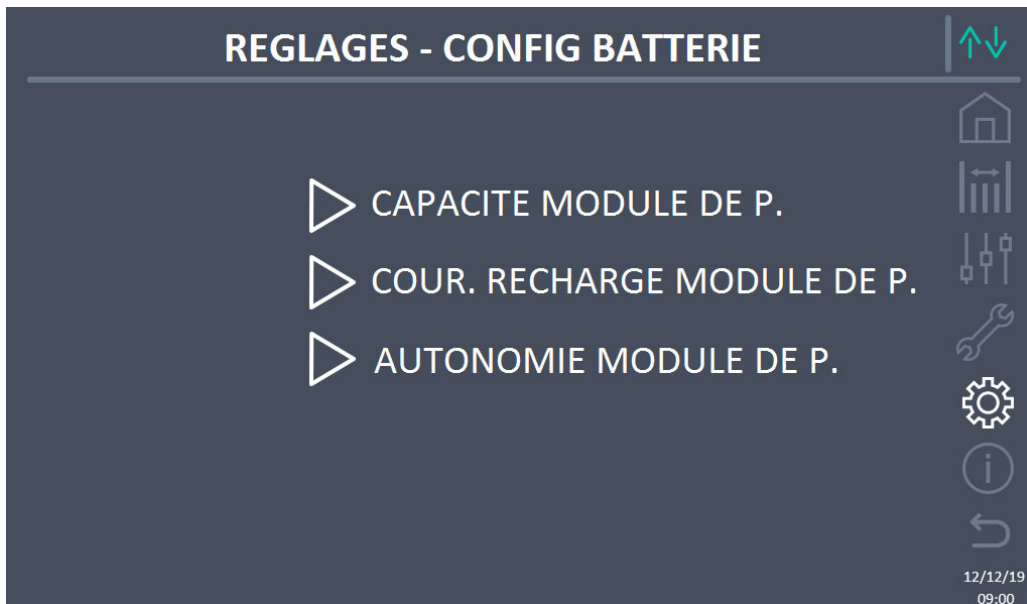 REGLAGES - CONFIG BATTERIE
CAPACITE MODULE DE P.
COUR. RECHARGE MODULE DE P.
AUTONOMIE MODULE DE P.
12/12/19
09:00